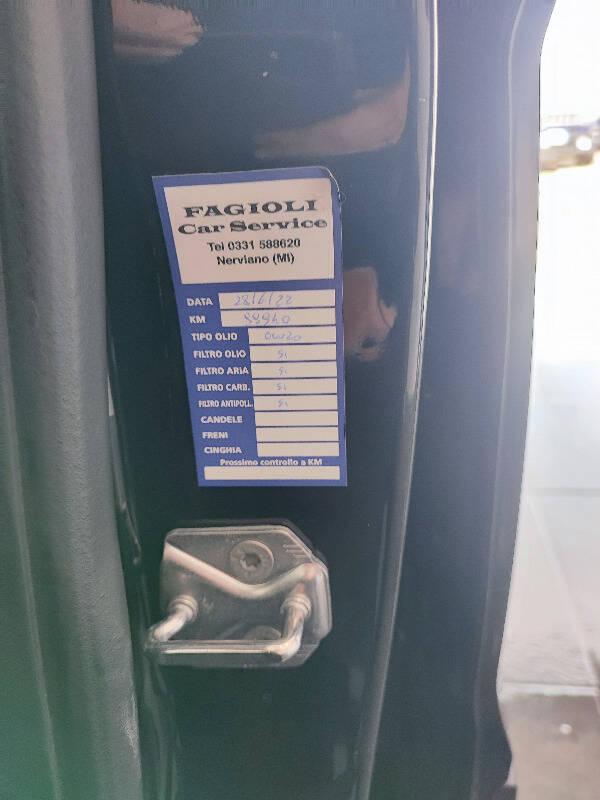 FAGIOLI
Car Service
Tel 0331 588620
Nerviano (MI)
DATA 28/6/22
KM 88940
TIPO OLIO 0W20
FILTRO OLIO Si
FILTRO ARIA Si
FILTRO CARB. Si
FILTRO ANTIPOLL. Si
CANDELE
FRENI
CINGHIA
Prossimo controllo a KM